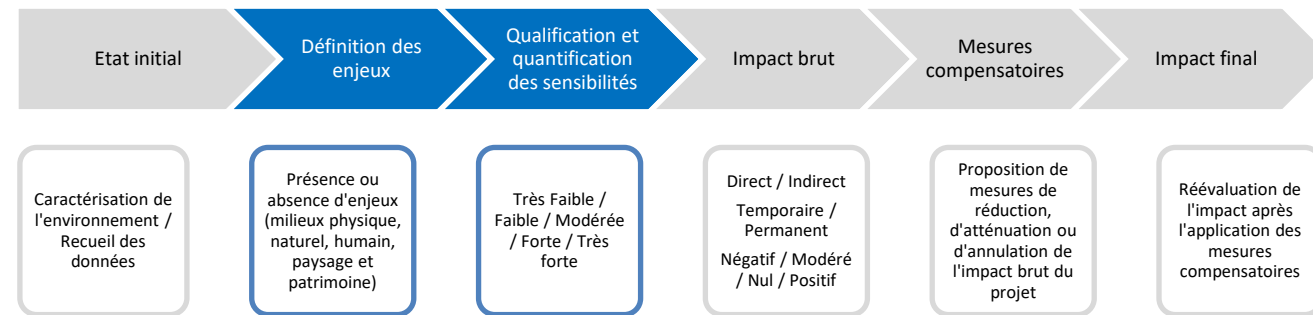 Etat initial
Définition des
enjeux
Qualification et
quantification
des sensibilités
Impact brut
Mesures
compensatoires
Impact final
Caractérisation de
l'environnement /
Recueil des
données
Présence ou
absence d'enjeux
(milieux physique,
naturel, humain,
paysage et
patrimoine)
Très Faible /
Faible / Modérée
/ Forte / Très
forte
Direct / Indirect
Temporaire /
Permanent
Négatif / Modéré
/ Nul / Positif
Proposition de
mesures de
réduction,
d'atténuation ou
d'annulation de
l'impact brut du
projet
Réévaluation de
l'impact après
l'application des
mesures
compensatoires